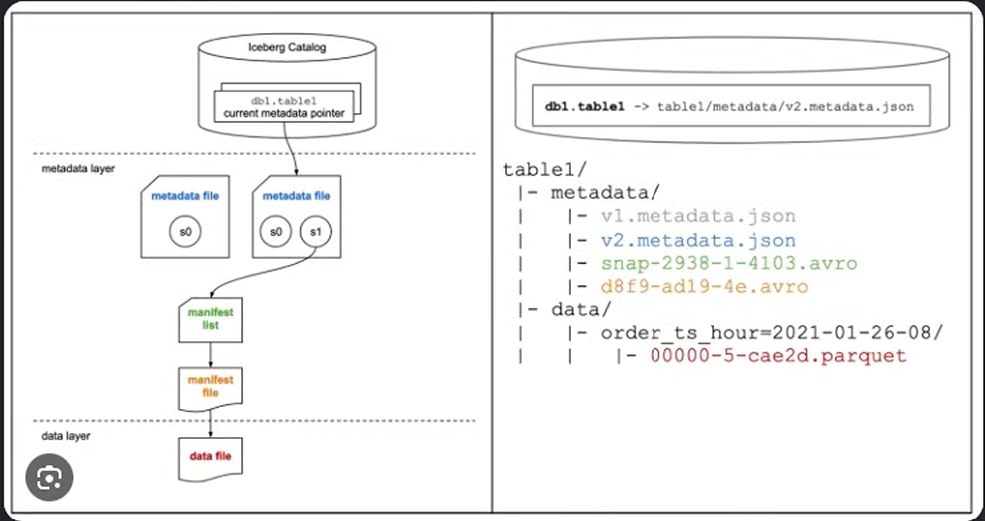 Iceberg Catalog
db1.table1
current metadata pointer
metadata layer
metadata file
s0
metadata file
s0
s1
manifest
list
manifest
file
data layer
data file
db1.table1 -> table1/metadata/v2.metadata.json
table1/
|- metadata/
|  |- v1.metadata.json
|  |- v2.metadata.json
|  |- snap-2938-1-4103.avro
|  |- d8f9-ad19-4e.avro
|- data/
|  |- order_ts_hour=2021-01-26-08/
|  |  |- 00000-5-cae2d.parquet